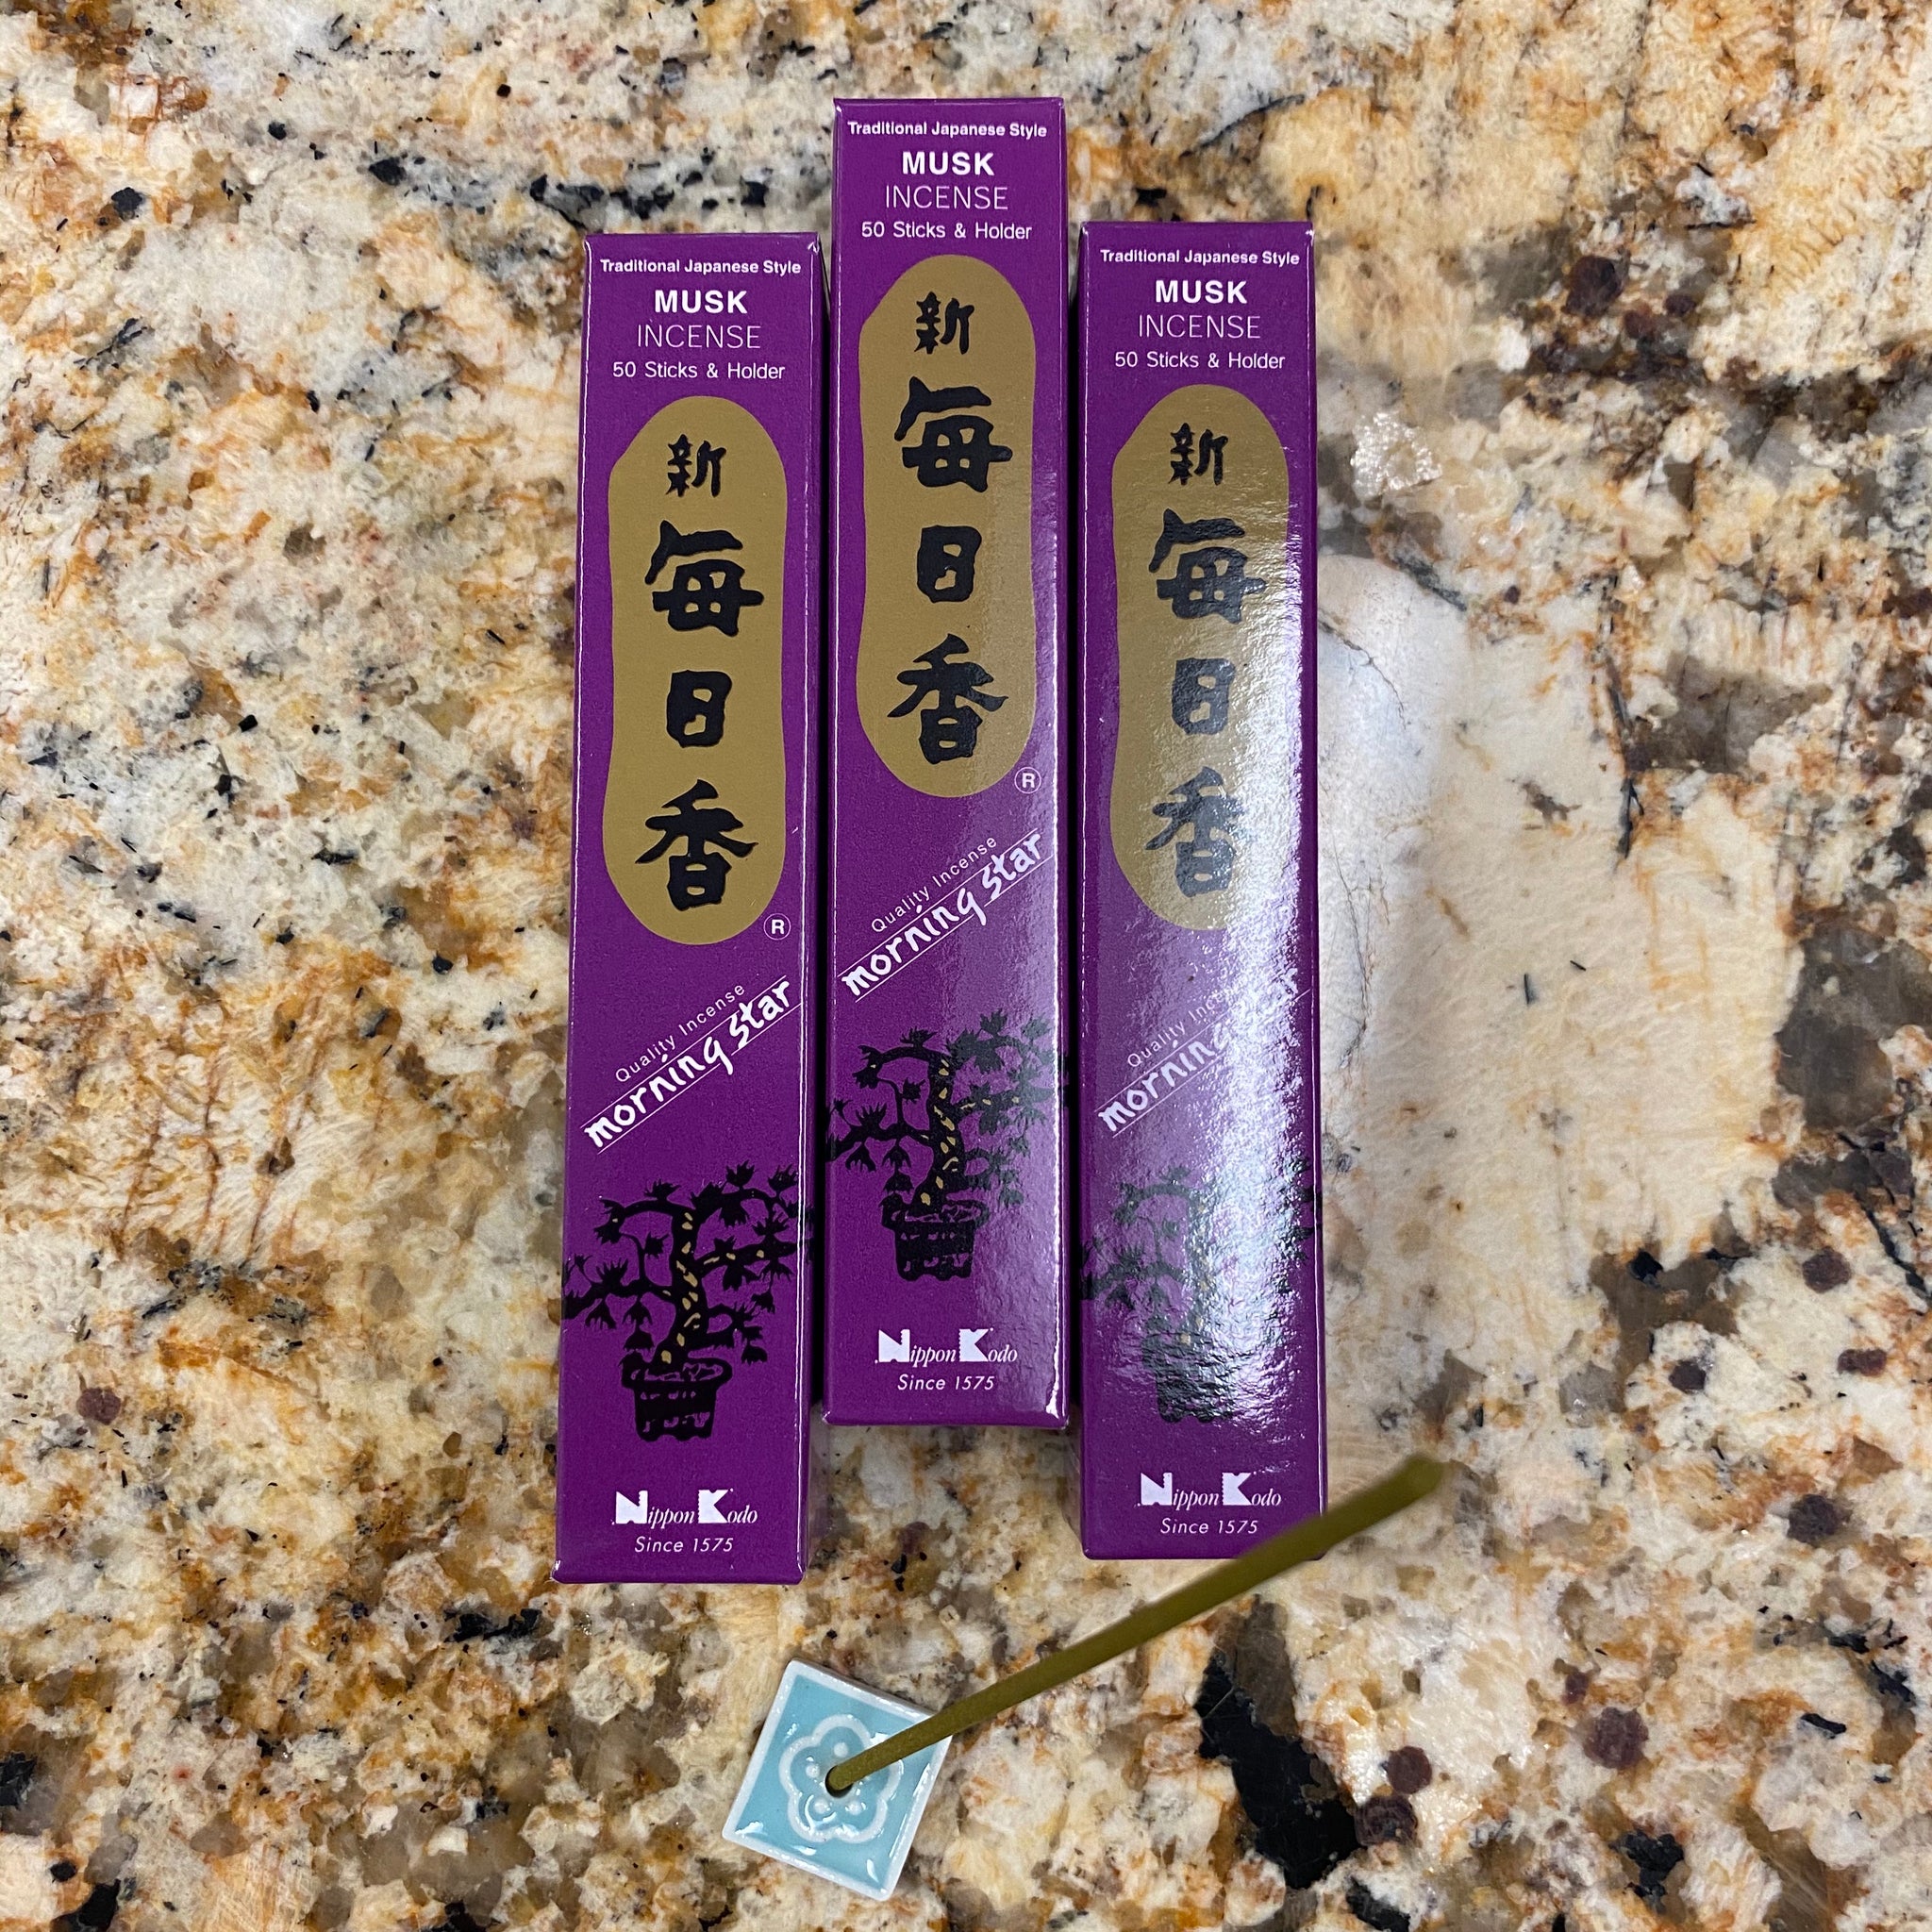 Traditional Japanese Style
MUSK
INCENSE
50 Sticks & Holder
新
毎
日
香
®
Quality Incense
morning star
Nippon Kodo
Since 1575
Traditional Japanese Style
MUSK
INCENSE
50 Sticks & Holder
新
毎
日
香
®
Quality Incense
morning star
Nippon Kodo
Since 1575
Traditional Japanese Style
MUSK
INCENSE
50 Sticks & Holder
新
毎
日
香
Quality Incense
morning star
Nippon Kodo
Since 1575